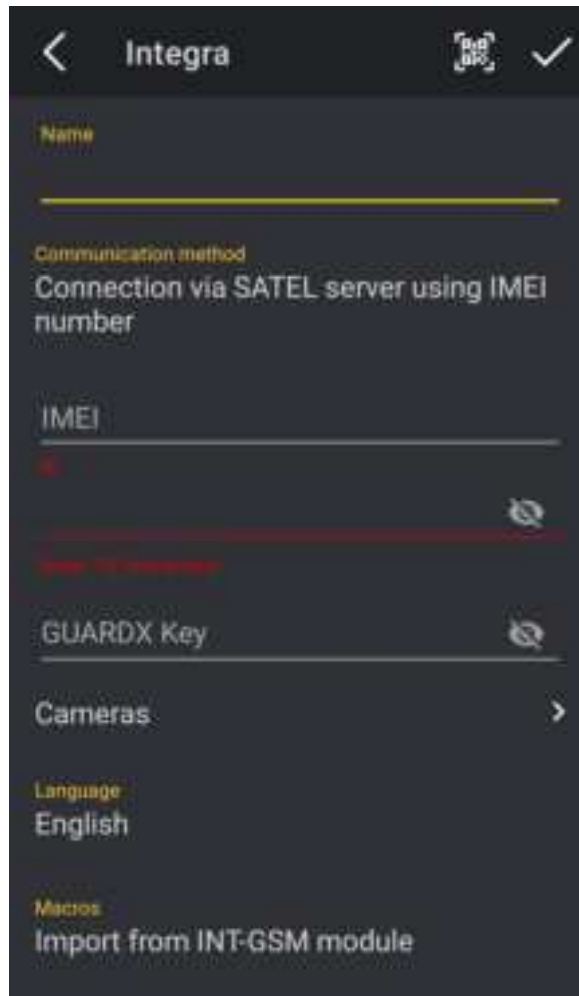 Integra
Name
Communication method
Connection via SATEL server using IMEI
number
IMEI
GUARDX Key
Cameras
Language
English
Macros
Import from INT-GSM module